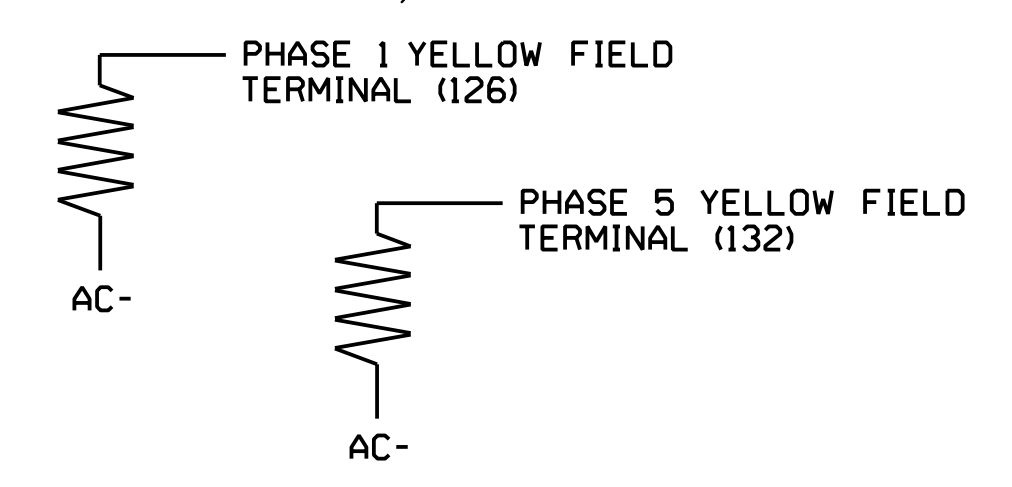 PHASE 1 YELLOW FIELD
TERMINAL (126)
AC-
PHASE 5 YELLOW FIELD
TERMINAL (132)
AC-